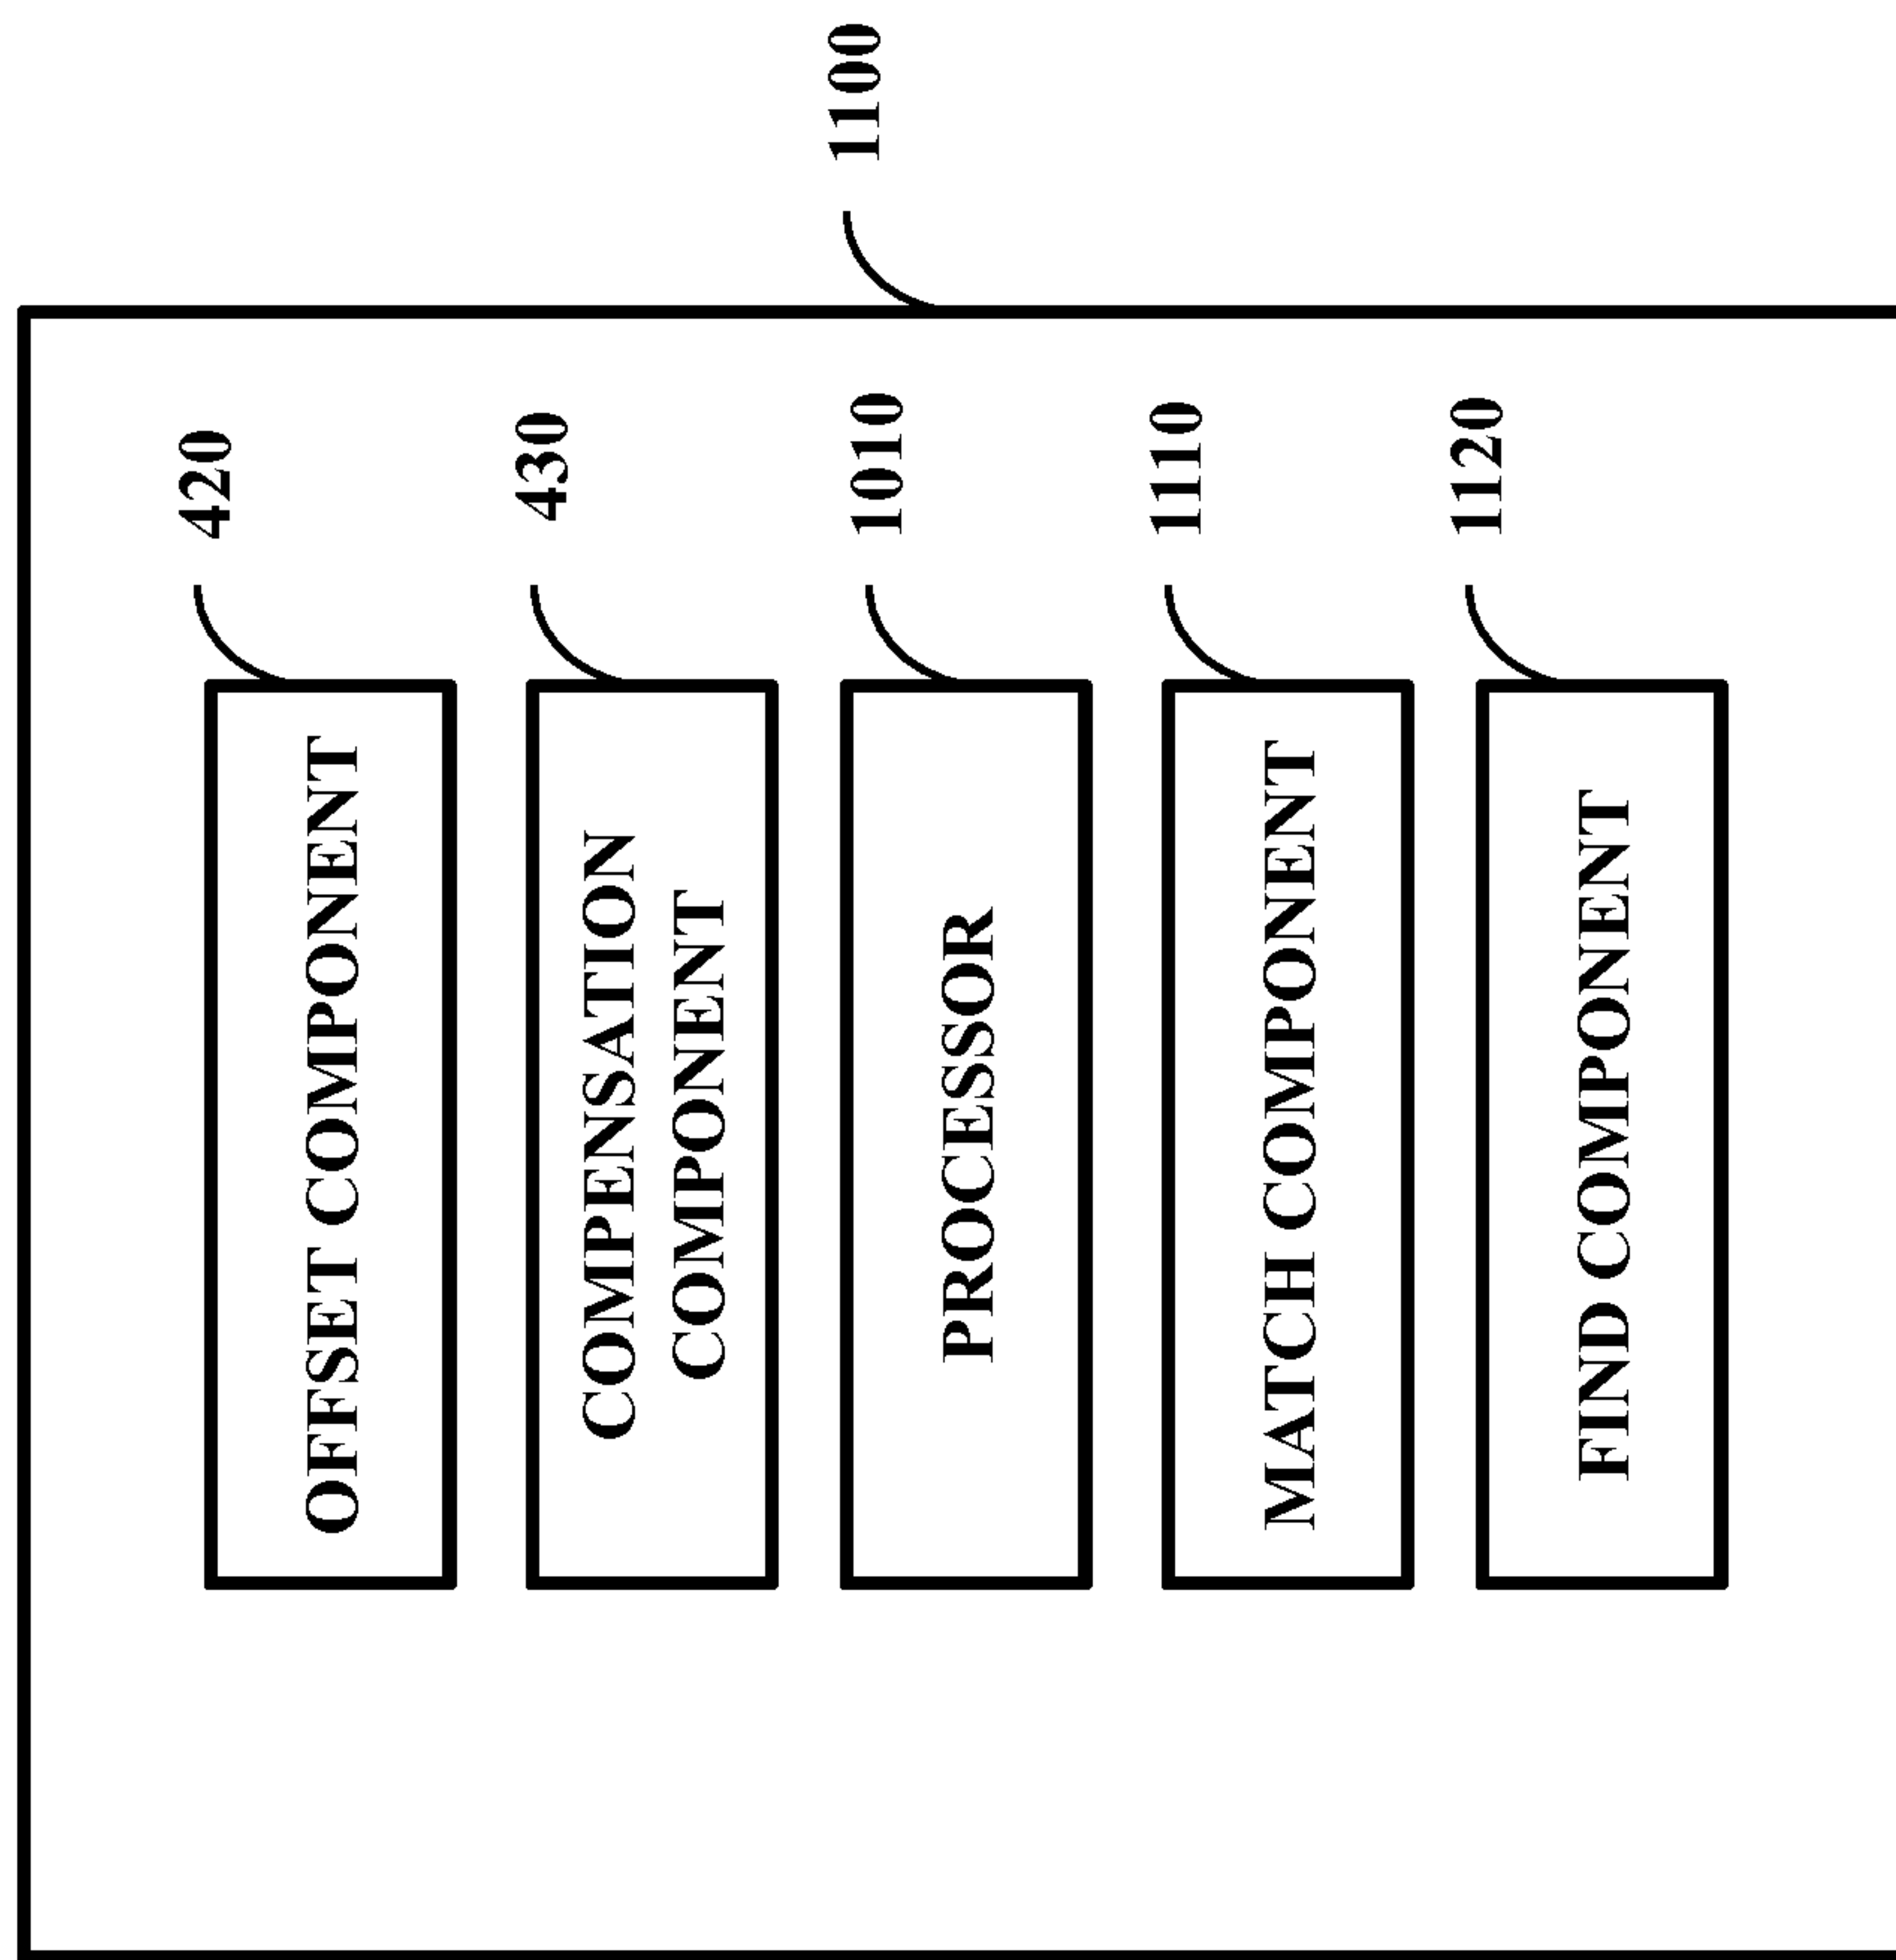 1100
420
OFFSET COMPONENT
430
COMPENSATION
COMPONENT
1010
PROCESSOR
1110
MATCH COMPONENT
1120
FIND COMPONENT